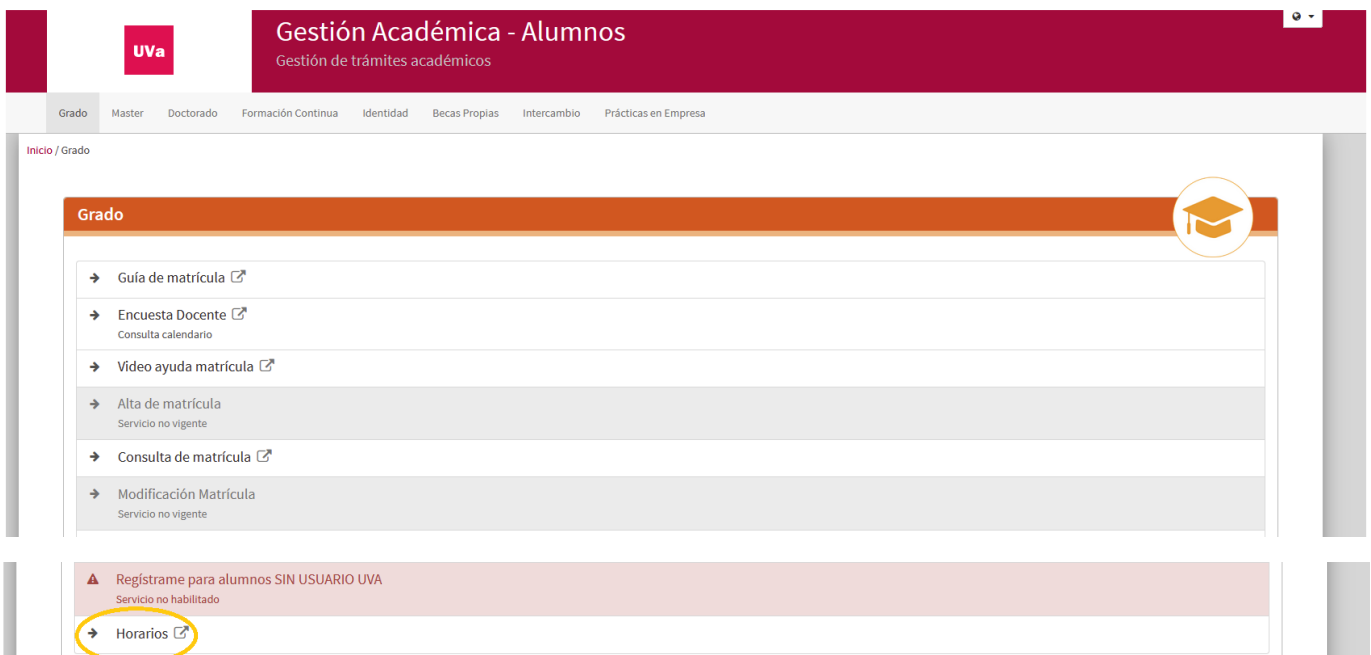 UVa
Gestión Académica - Alumnos
Gestión de trámites académicos
Grado Master Doctorado Formación Continua Identidad Becas Propias Intercambio Prácticas en Empresa
Inicio / Grado
Grado
Guía de matrícula
Encuesta Docente
Consulta calendario
Video ayuda matrícula
Alta de matrícula
Servicio no vigente
Consulta de matrícula
Modificación Matrícula
Servicio no vigente
Regístrame para alumnos SIN USUARIO UVA
Servicio no habilitado
Horarios